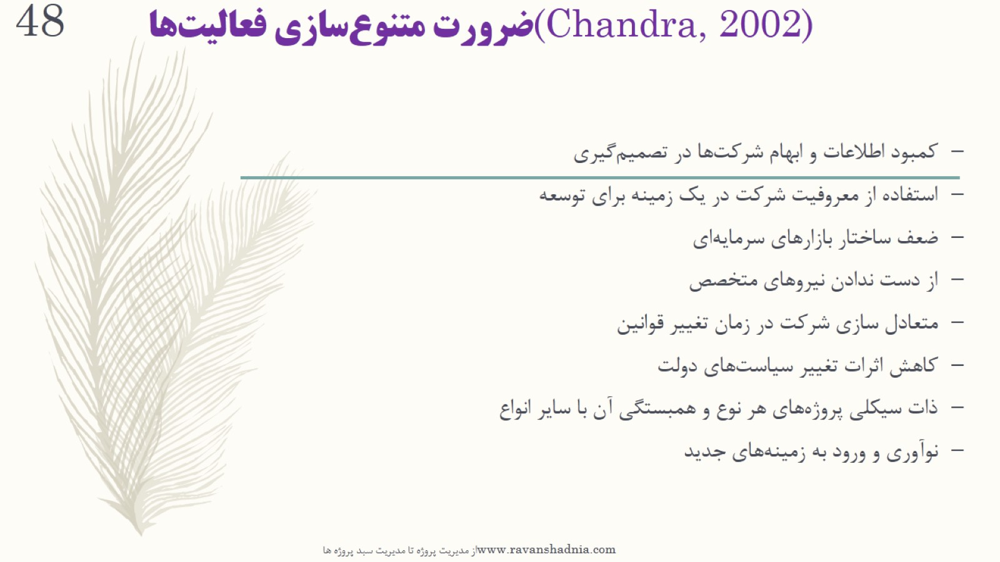 48
ضرورت متنوع‌سازی فعالیت‌ها(Chandra, 2002)
– کمبود اطلاعات و ابهام شرکت‌ها در تصمیم‌گیری
– استفاده از معروفیت شرکت در یک زمینه برای توسعه
– ضعف ساختار بازارهای سرمایه‌ای
– از دست ندادن نیروهای متخصص
– متعادل سازی شرکت در زمان تغییر قوانین
– کاهش اثرات تغییر سیاست‌های دولت
– ذات سیکلی پروژه‌های هر نوع و همبستگی آن با سایر انواع
– نوآوری و ورود به زمینه‌های جدید
از مدیریت پروژه تا مدیریت سبد پروژه ها www.ravanshadnia.com